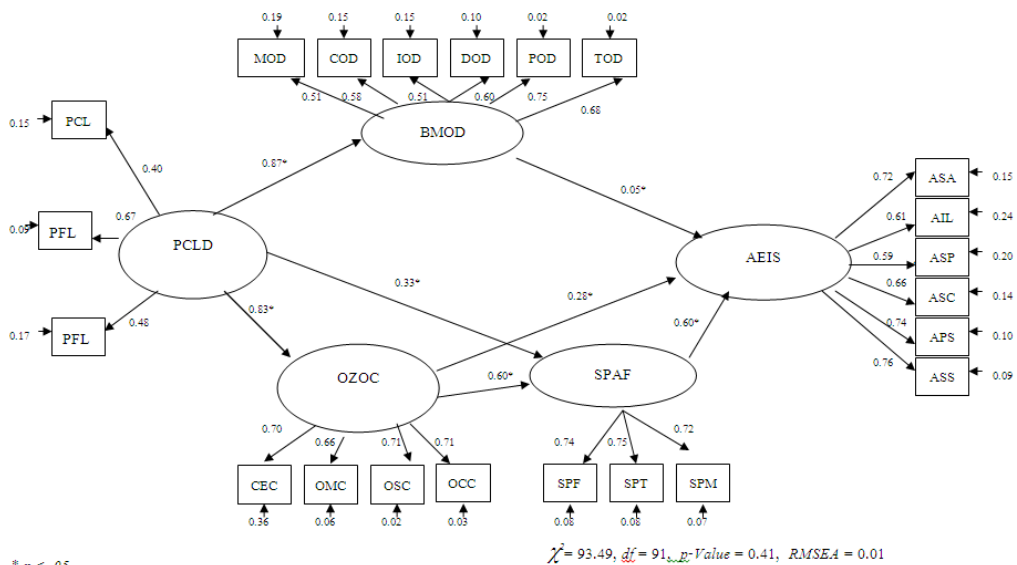 0.19 0.15 0.15 0.10 0.02 0.02
MOD COD IOD DOD POD TOD
0.51 0.58 0.51 0.60 0.75 0.68
BMOD
0.15 PCL
0.40
0.87*
0.05*
0.09 PFL 0.67
PCLD
0.17 PFL 0.48
0.33*
0.83*
0.28*
AEIS
0.72 ASA 0.15
0.61 AIL 0.24
0.59 ASP 0.20
0.66 ASC 0.14
0.74 APS 0.10
0.76 ASS 0.09
0.60*
OZOC
0.60*
SPAF
0.70 0.66 0.71 0.71
0.74 0.75 0.72
CEC OMC OSC OCC
SPF SPT SPM
0.36 0.06 0.02 0.03
0.08 0.08 0.07
χ² = 93.49, df = 91, p-Value = 0.41, RMSEA = 0.01